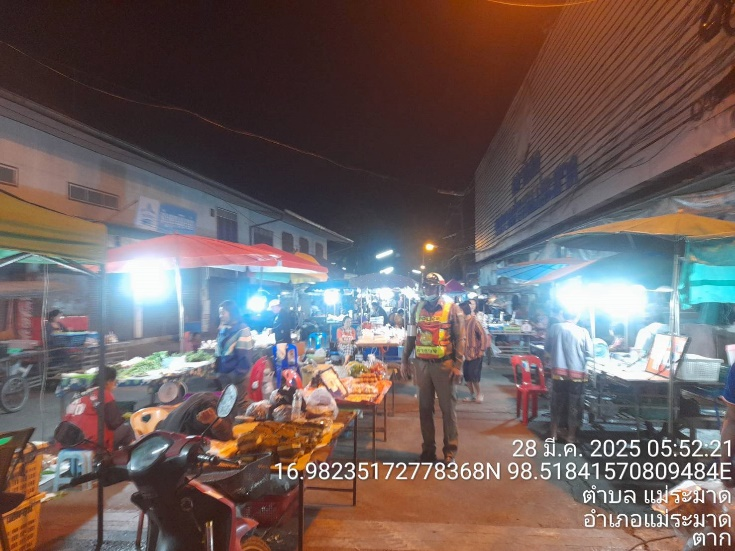 28 มี.ค. 2025 05:52:21
16.98235172778368N 98.51841570809484E
ตำบล แม่ระมาด
อำเภอแม่ระมาด
ตาก